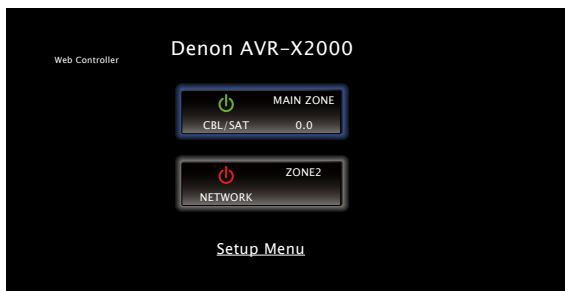 Denon AVR-X2000
Web Controller
MAIN ZONE
CBL/SAT 0.0
ZONE2
NETWORK
Setup Menu